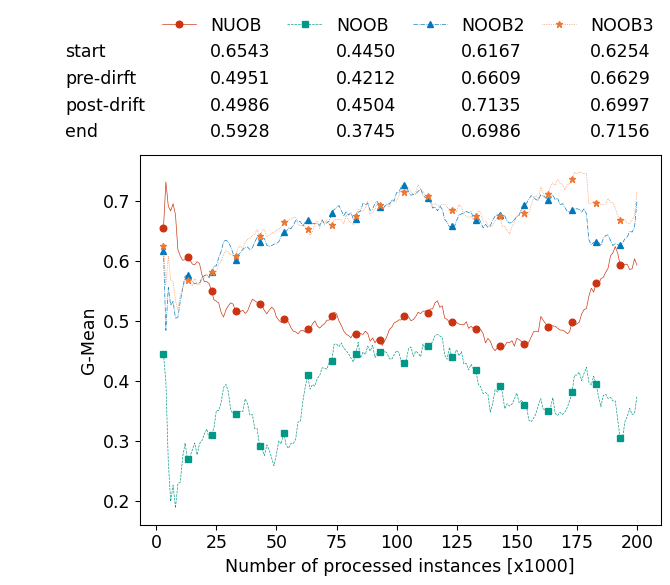 NUOB NOOB NOOB2 NOOB3
start 0.6543 0.4450 0.6167 0.6254
pre-dirft 0.4951 0.4212 0.6609 0.6629
post-drift 0.4986 0.4504 0.7135 0.6997
end 0.5928 0.3745 0.6986 0.7156
0.7
0.6
0.5
0.4
0.3
0.2
G-Mean
0 25 50 75 100 125 150 175 200
Number of processed instances [x1000]